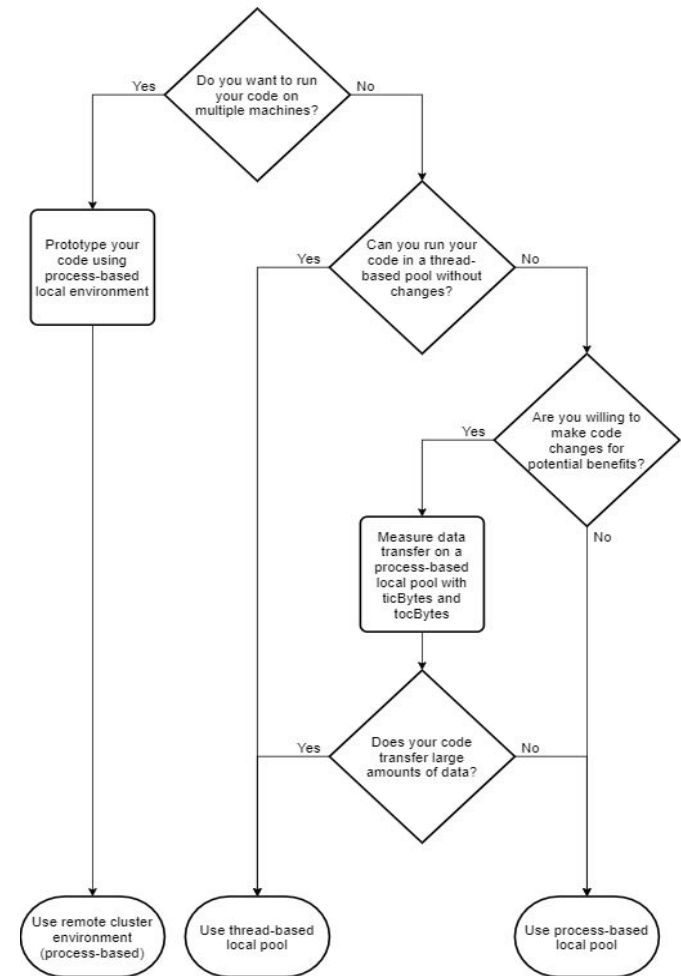 Do you want to run
your code on
multiple machines?
Yes
No
Prototype your
code using
process-based
local environment
Can you run your
code in a thread-
based pool without
changes?
Yes
No
Are you willing to
make code
changes for
potential benefits?
Yes
No
Measure data
transfer on a
process-based
local pool with
ticBytes and
tocBytes
Does your code
transfer large
amounts of data?
Yes
No
Use remote cluster
environment
(process-based)
Use thread-based
local pool
Use process-based
local pool